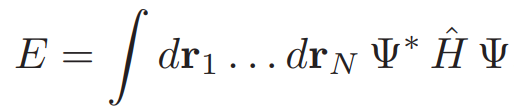 E = ∫ dr₁ … dr_N Ψ* Ĥ Ψ